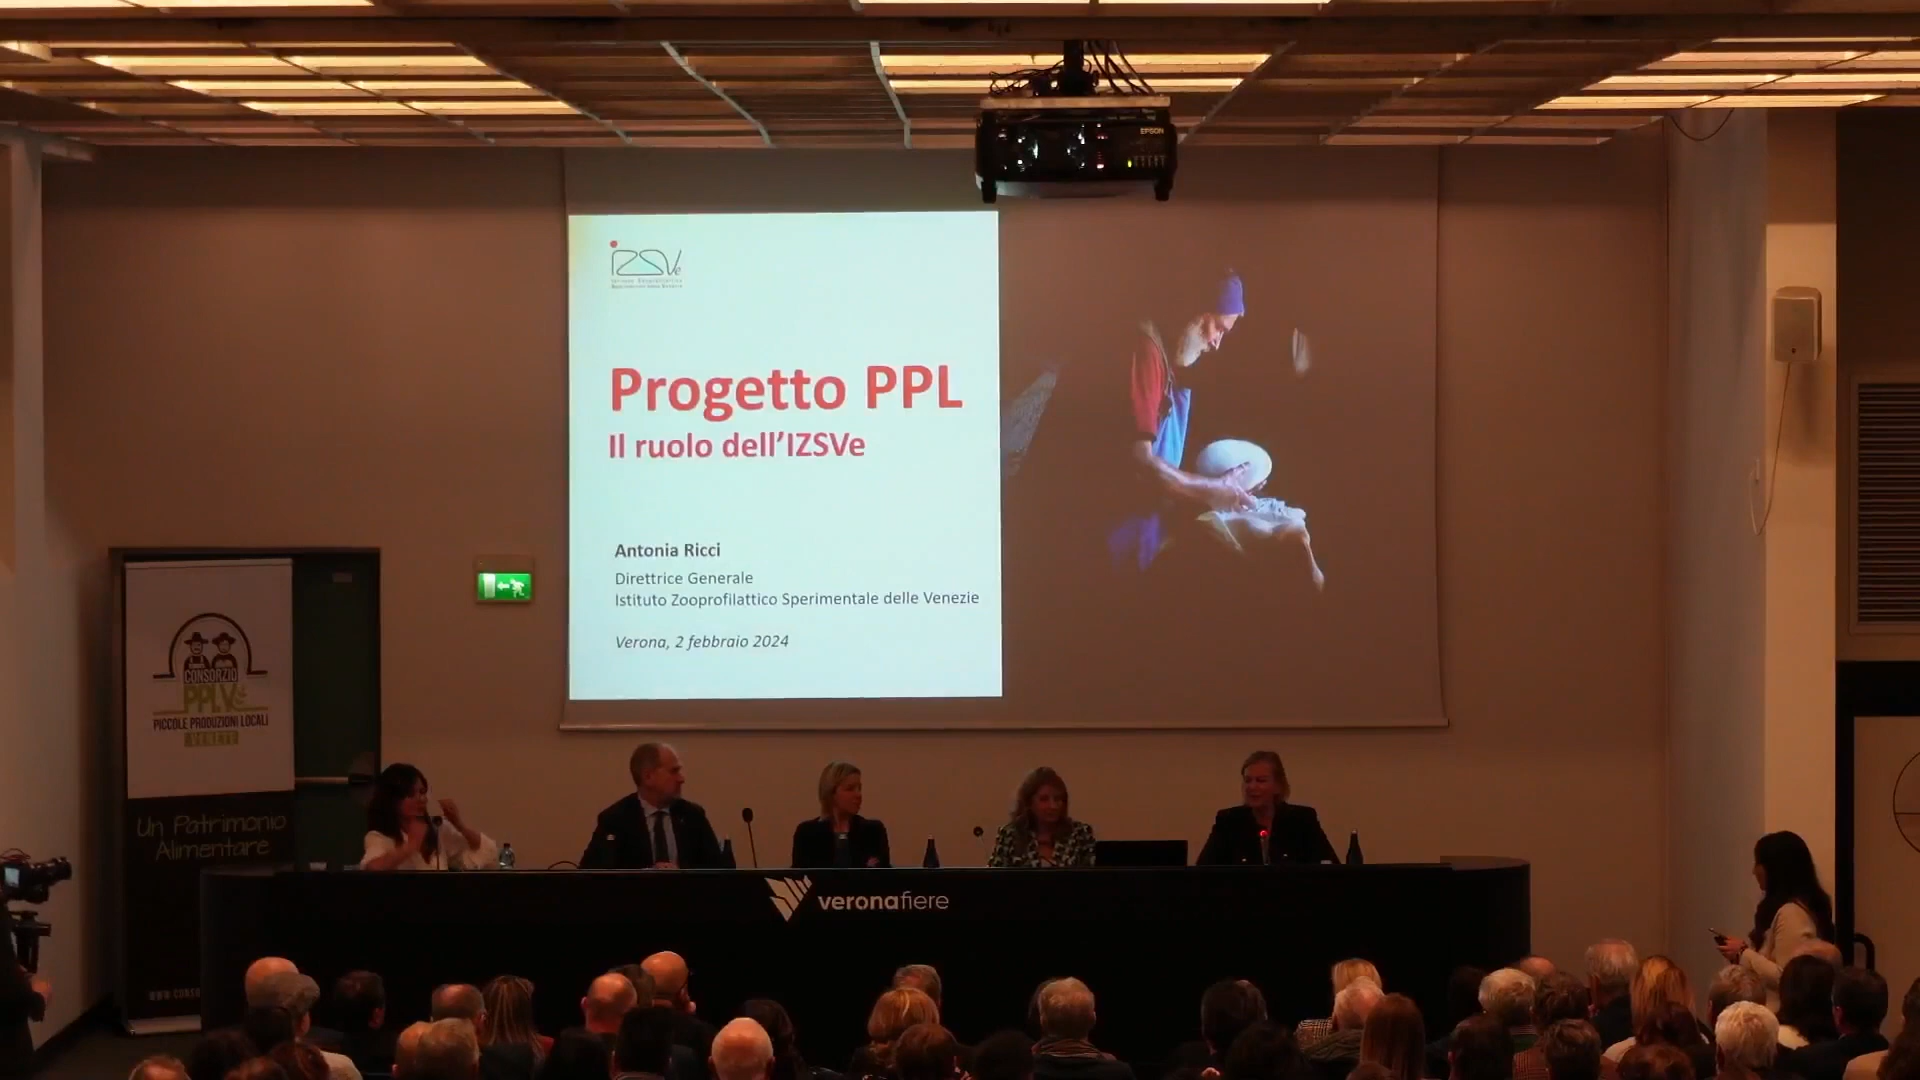 EPSON
IZSVe
Progetto PPL
Il ruolo dell'IZSVe
Antonia Ricci
Direttrice Generale
Istituto Zooprofilattico Sperimentale delle Venezie
Verona, 2 febbraio 2024
CONSORZIO
PPLVe
PICCOLE PRODUZIONI LOCALI
VENETO
Un Patrimonio
Alimentare
veronafiere